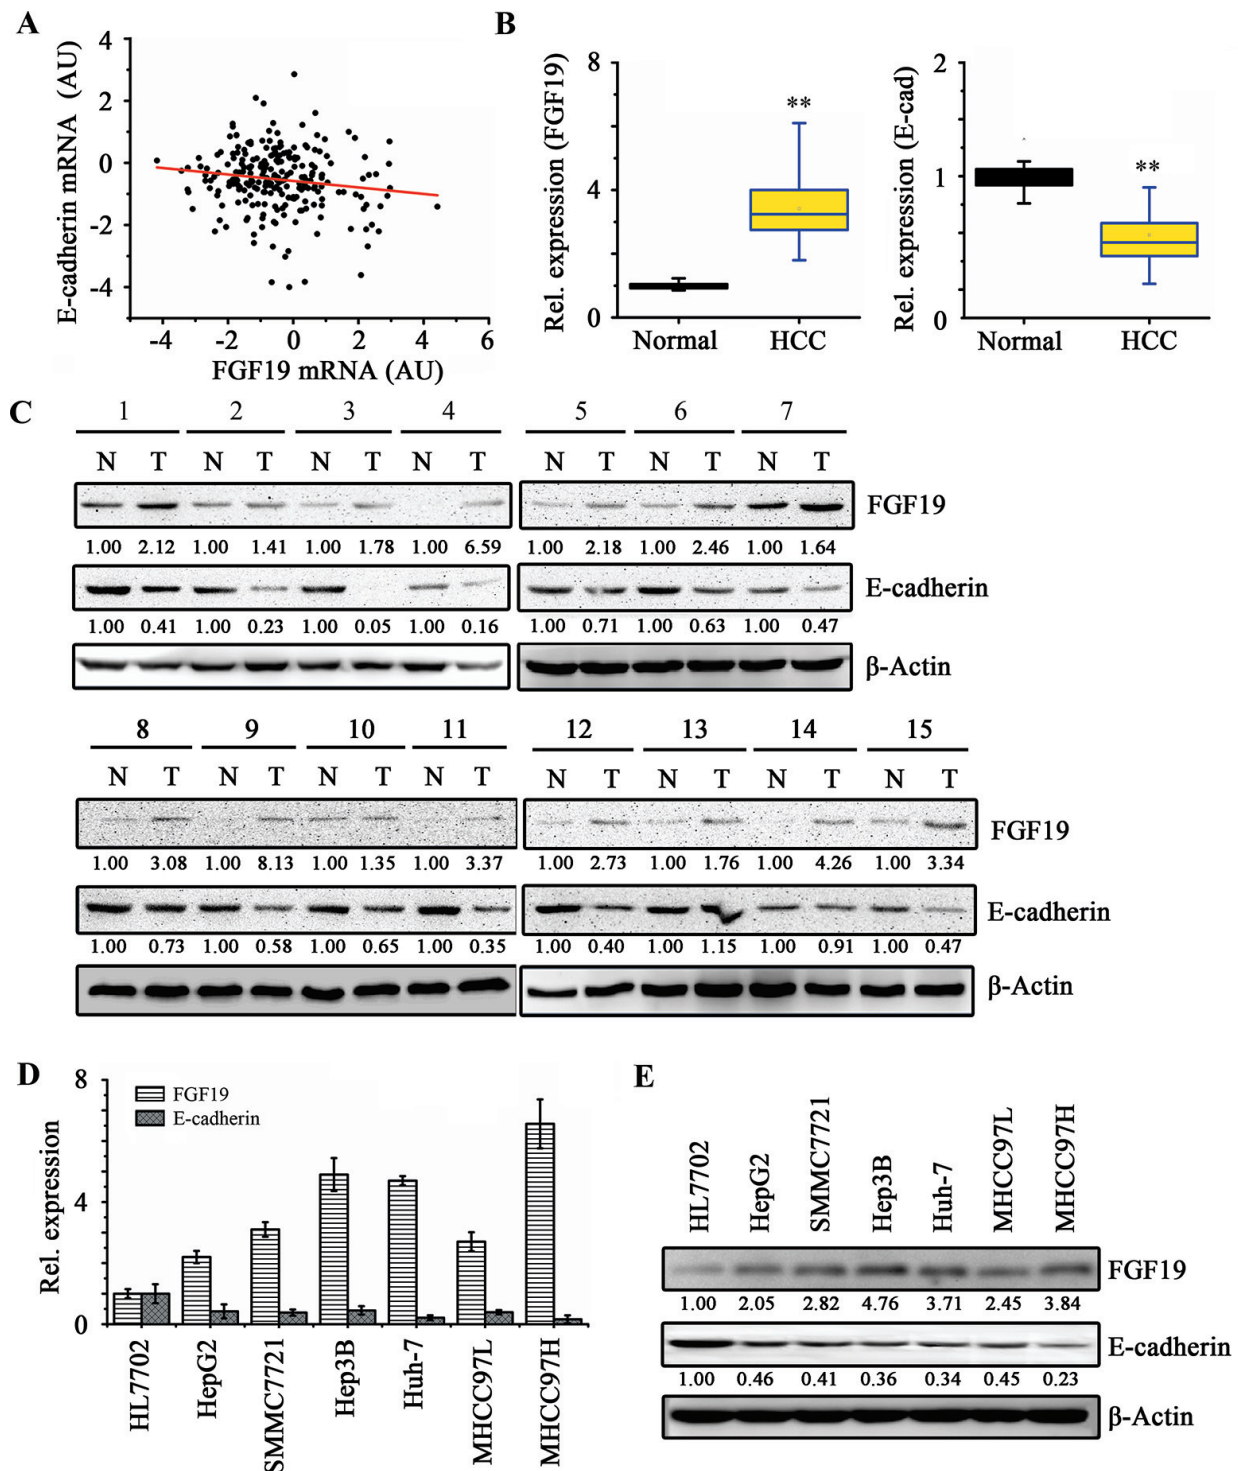 A
E-cadherin mRNA (AU)
4
2
0
-2
-4
-4 -2 0 2 4 6
FGF19 mRNA (AU)
B
Rel. expression (FGF19)
8
4
0
**
Normal HCC
Rel. expression (E-cad)
2
1
0
**
Normal HCC
C
1 2 3 4 5 6 7
N T N T N T N T N T N T N T
FGF19
1.00 2.12 1.00 1.41 1.00 1.78 1.00 6.59 1.00 2.18 1.00 2.46 1.00 1.64
E-cadherin
1.00 0.41 1.00 0.23 1.00 0.05 1.00 0.16 1.00 0.71 1.00 0.63 1.00 0.47
β-Actin
8 9 10 11 12 13 14 15
N T N T N T N T N T N T N T N T
FGF19
1.00 3.08 1.00 8.13 1.00 1.35 1.00 3.37 1.00 2.73 1.00 1.76 1.00 4.26 1.00 3.34
E-cadherin
1.00 0.73 1.00 0.58 1.00 0.65 1.00 0.35 1.00 0.40 1.00 1.15 1.00 0.91 1.00 0.47
β-Actin
D
Rel. expression
8
4
0
FGF19
E-cadherin
HL7702 HepG2 SMMC7721 Hep3B Huh-7 MHCC97L MHCC97H
E
HL7702 HepG2 SMMC7721 Hep3B Huh-7 MHCC97L MHCC97H
FGF19
1.00 2.05 2.82 4.76 3.71 2.45 3.84
E-cadherin
1.00 0.46 0.41 0.36 0.34 0.45 0.23
β-Actin